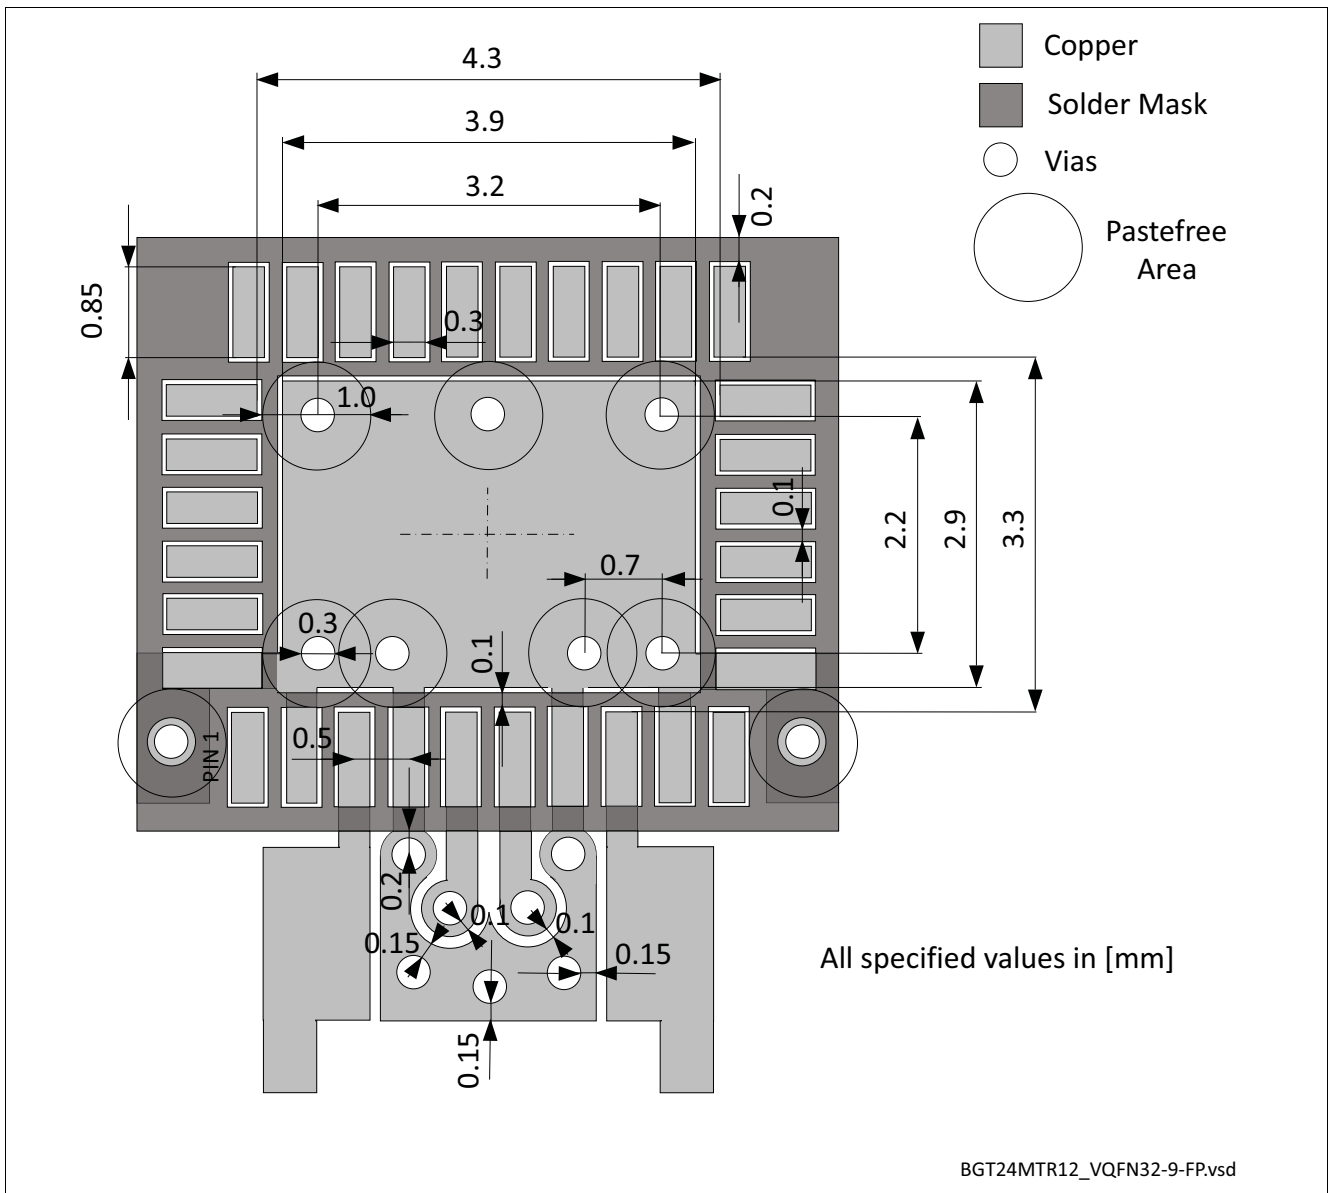 4.3
Copper
3.9
Solder Mask
3.2
Vias
0.2
Pastefree
Area
0.85
0.3
1.0
0.1
2.2
2.9
3.3
0.7
0.3
0.1
0.5
PIN 1
0.2
0.1
0.1
0.15
0.15
0.15
All specified values in [mm]
BGT24MTR12_VQFN32-9-FP.vsd